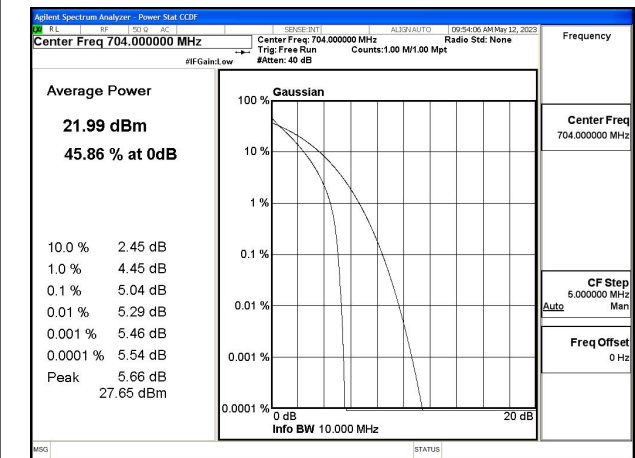 Agilent Spectrum Analyzer - Power Stat CCDF
LXI RL RF 50 Ω AC SENSE:INT ALIGN AUTO 09:54:06 AM May 12, 2023
Center Freq 704.000000 MHz
Center Freq: 704.000000 MHz Radio Std: None
Trig: Free Run Counts:1.00 M/1.00 Mpt
#IFGain:Low #Atten: 40 dB
Frequency
Average Power
21.99 dBm
45.86 % at 0dB
10.0 % 2.45 dB
1.0 % 4.45 dB
0.1 % 5.04 dB
0.01 % 5.29 dB
0.001 % 5.46 dB
0.0001 % 5.54 dB
Peak 5.66 dB
27.65 dBm
Gaussian
100 %
10 %
1 %
0.1 %
0.01 %
0.001 %
0.0001 %
0 dB 20 dB
Info BW 10.000 MHz
Center Freq
704.000000 MHz
CF Step
5.000000 MHz
Auto Man
Freq Offset
0 Hz
MSG STATUS